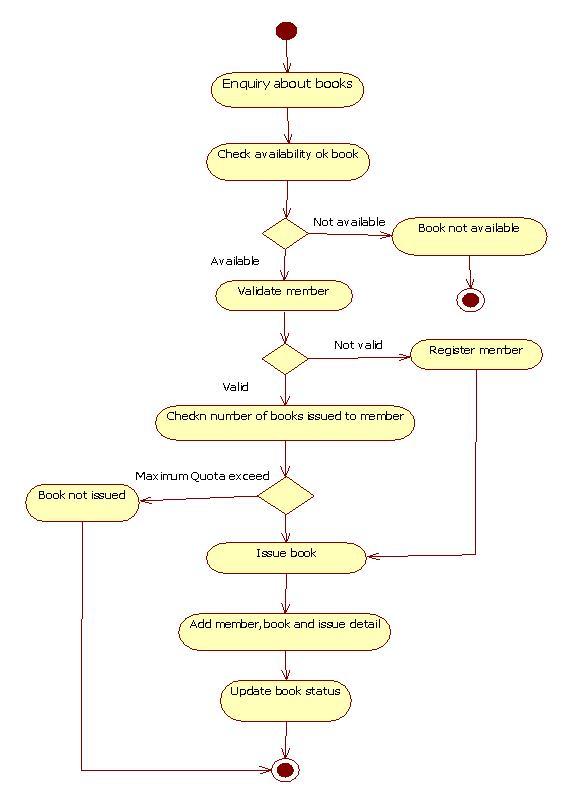 Enquiry about books
Check availability ok book
Not available
Book not available
Available
Validate member
Not valid
Register member
Valid
Checkn number of books issued to member
Maximum Quota exceed
Book not issued
Issue book
Add member,book and issue detail
Update book status